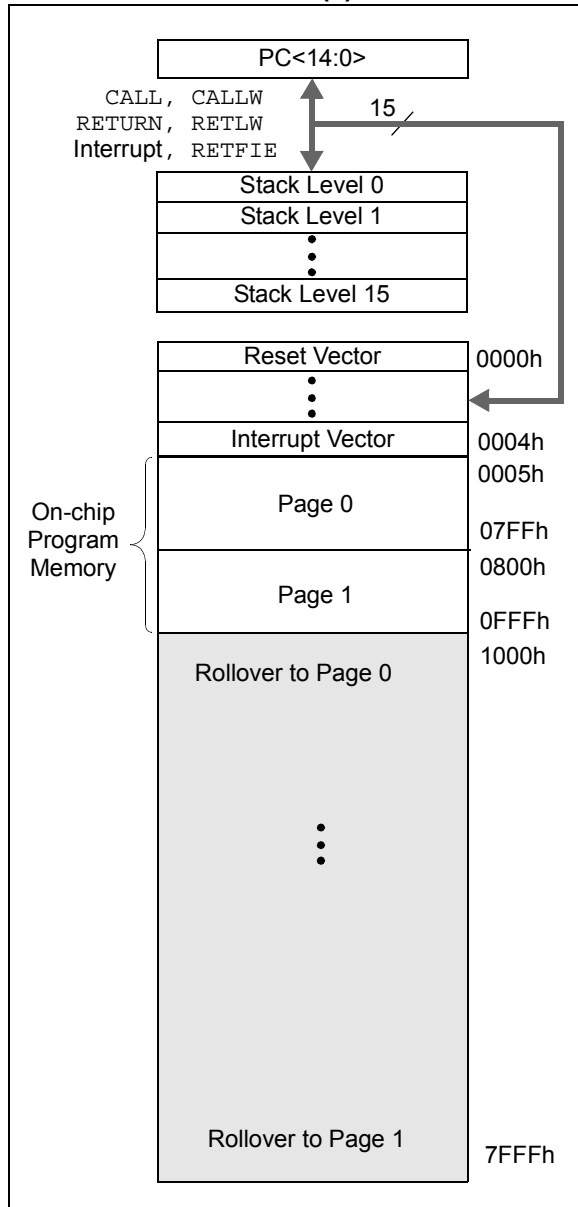 PC<14:0>
CALL, CALLW
RETURN, RETLW
Interrupt, RETFIE
15
Stack Level 0
Stack Level 1
Stack Level 15
Reset Vector
0000h
Interrupt Vector
0004h
0005h
On-chip
Program
Memory
Page 0
07FFh
0800h
Page 1
0FFFh
1000h
Rollover to Page 0
Rollover to Page 1
7FFFh